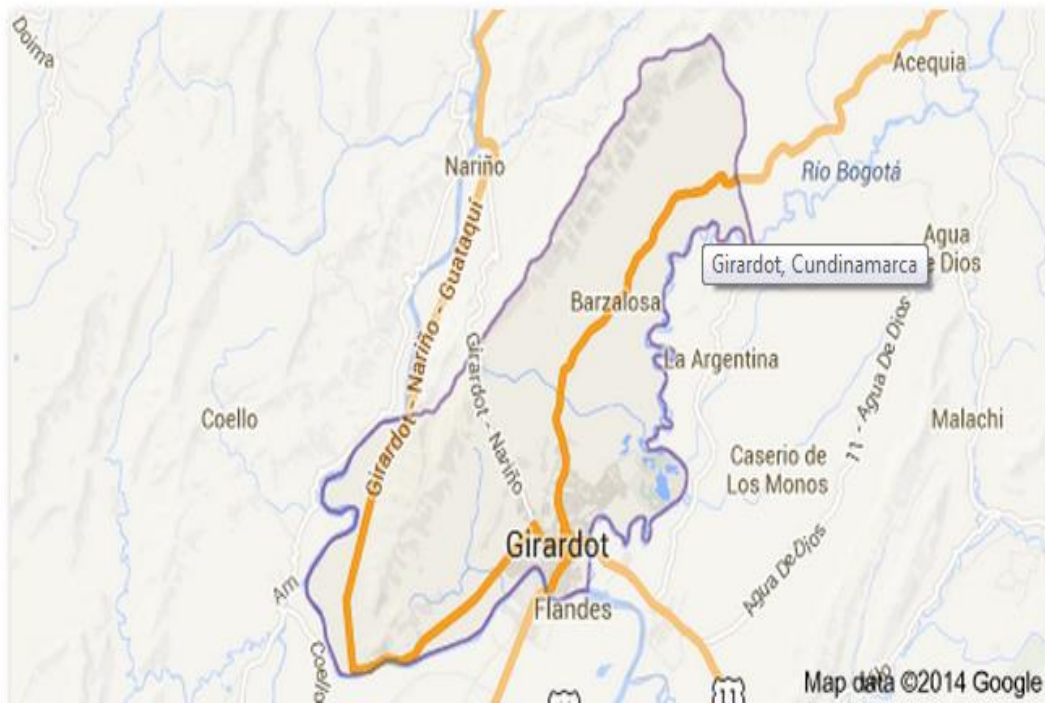 Doima
Acequia
Nariño
Río Bogotá
Agua
e Dios
Girardot, Cundinamarca
Barzalosa
Girardot - Nariño - Guataquí
Girardot - Nariño
La Argentina
11 - Agua De Dios
Coello
Malachi
Caserio de
Los Monos
Girardot
Agua De Dios
Am
Flandes
Coello
11
Map data ©2014 Google